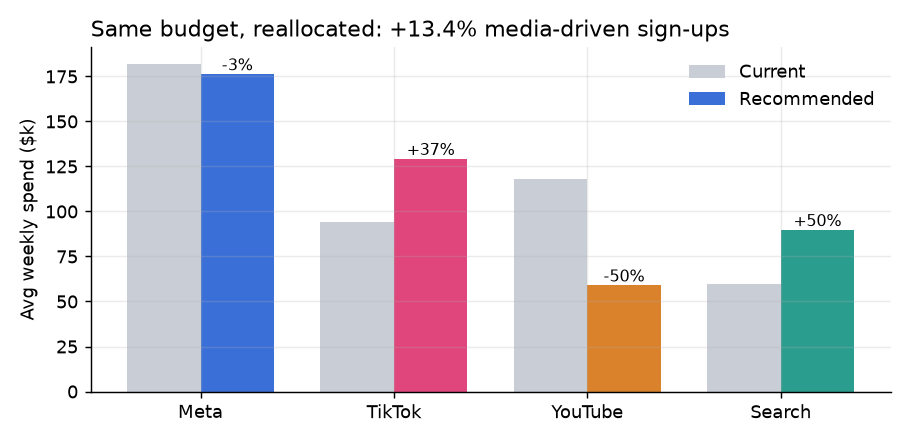 Same budget, reallocated: +13.4% media-driven sign-ups
Avg weekly spend ($k)
175
150
125
100
75
50
25
0
-3%
+37%
-50%
+50%
Current
Recommended
Meta
TikTok
YouTube
Search